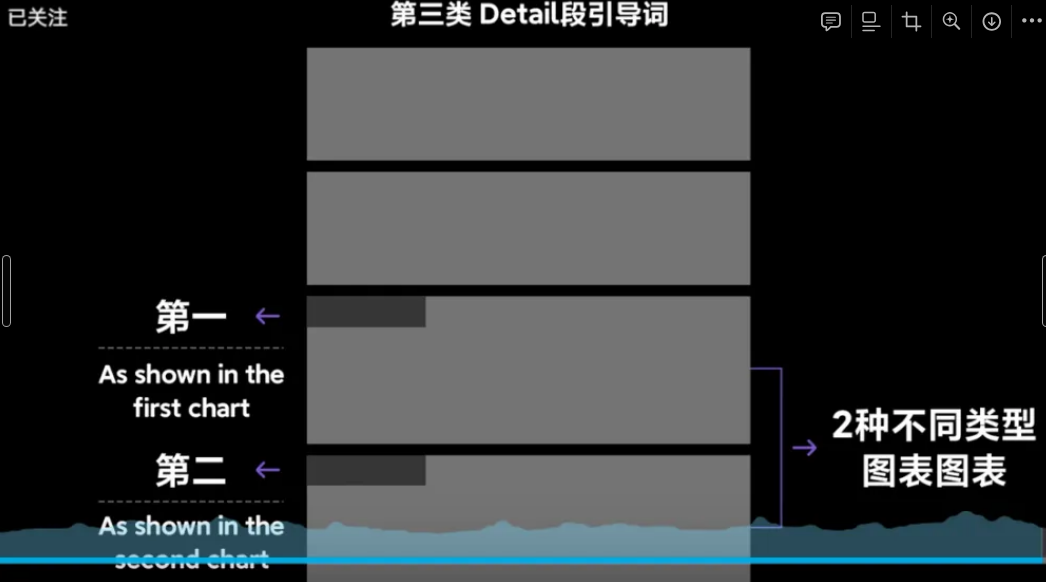 已关注
第三类 Detail段引导词
第一
As shown in the
first chart
第二
As shown in the
second chart
2种不同类型
图表图表